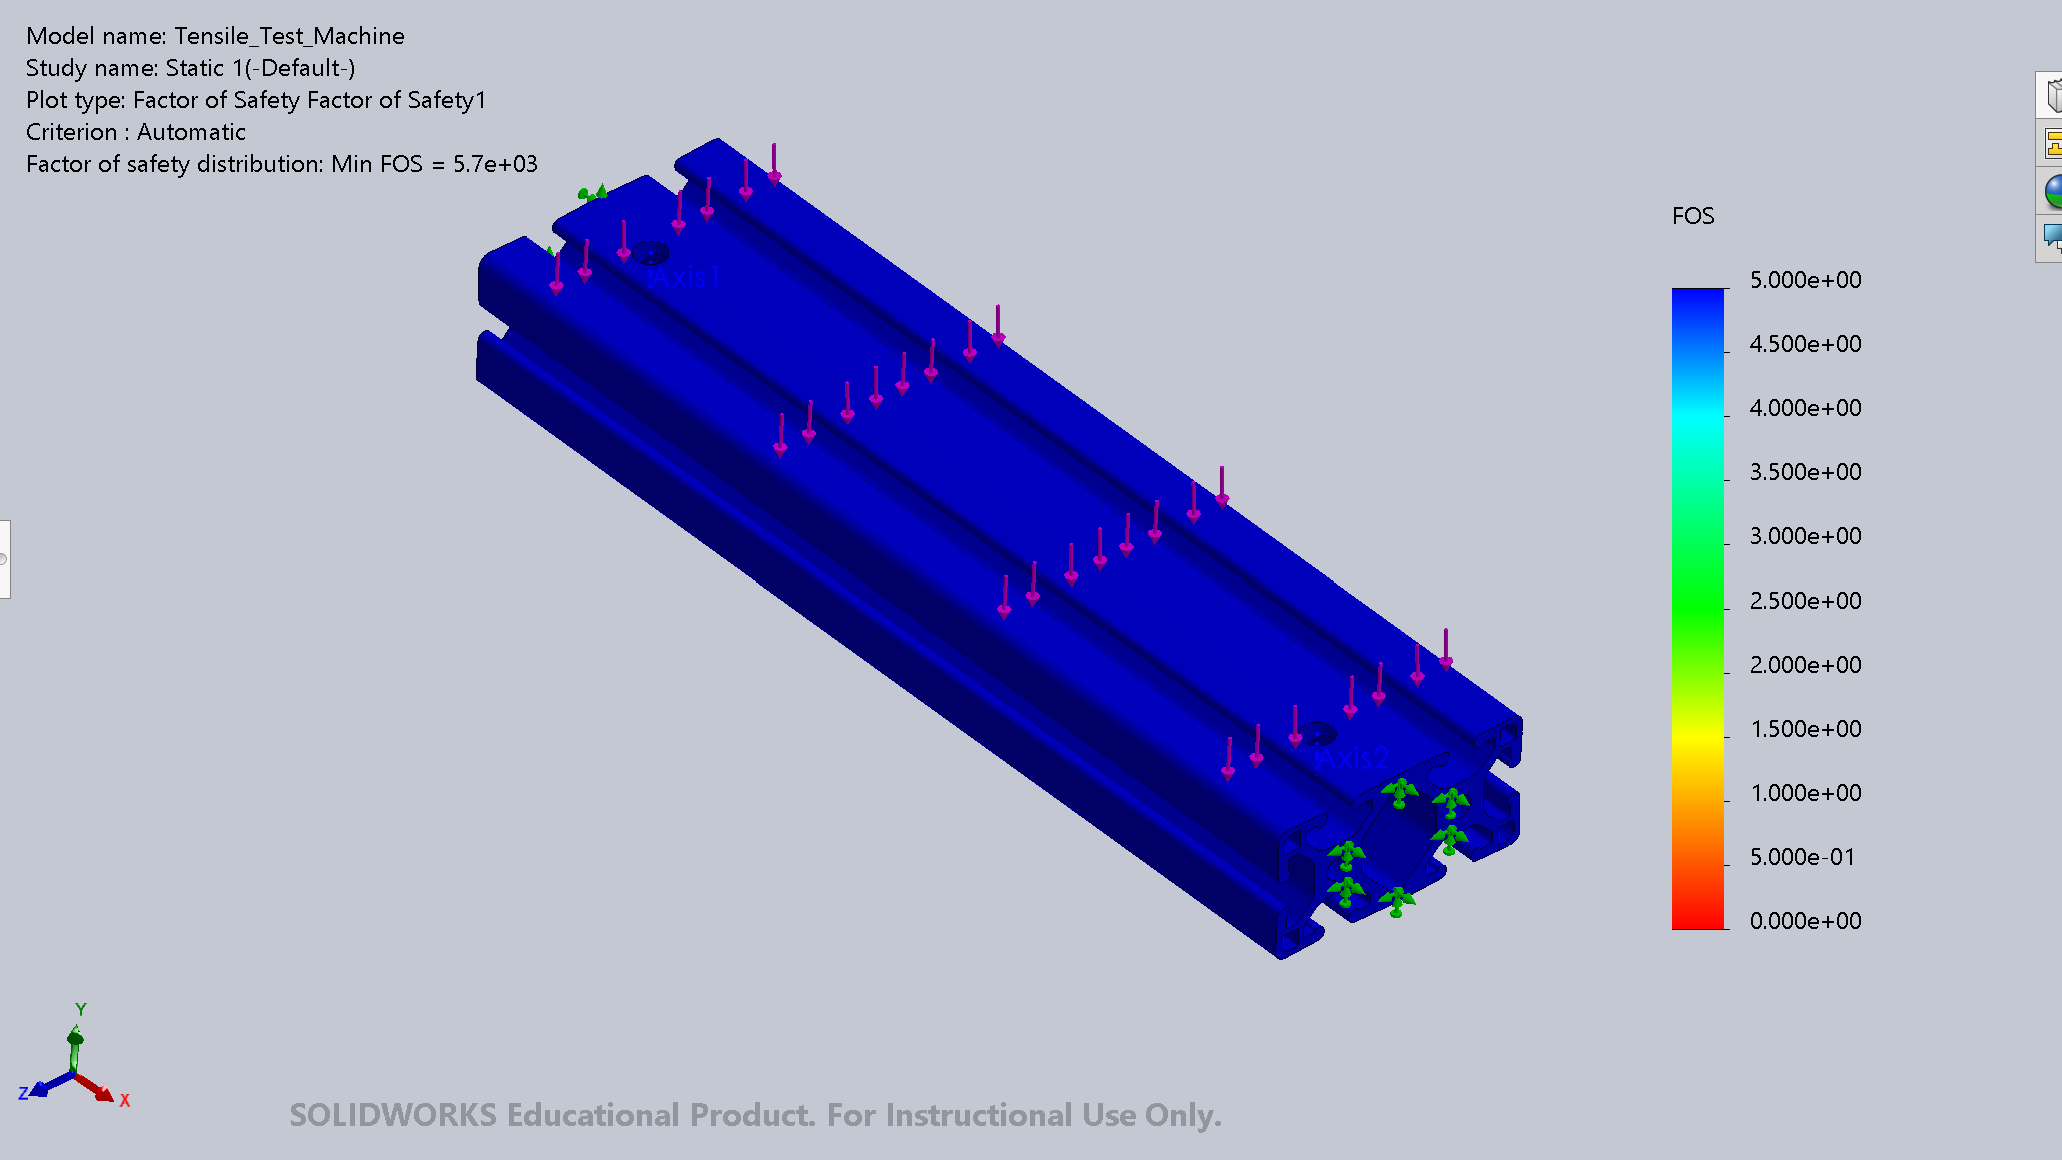 Model name: Tensile_Test_Machine
Study name: Static 1(-Default-)
Plot type: Factor of Safety Factor of Safety1
Criterion : Automatic
Factor of safety distribution: Min FOS = 5.7e+03
Axis1
Axis2
FOS
5.000e+00
4.500e+00
4.000e+00
3.500e+00
3.000e+00
2.500e+00
2.000e+00
1.500e+00
1.000e+00
5.000e-01
0.000e+00
Y
Z
X
SOLIDWORKS Educational Product. For Instructional Use Only.